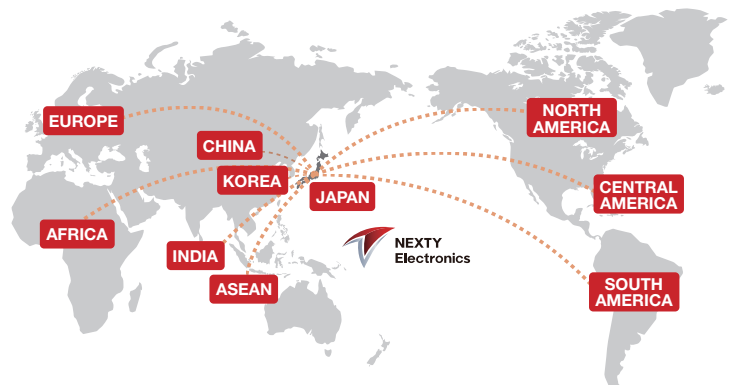 EUROPE
NORTH
AMERICA
CHINA
KOREA
JAPAN
CENTRAL
AMERICA
AFRICA
INDIA
NEXTY
Electronics
ASEAN
SOUTH
AMERICA